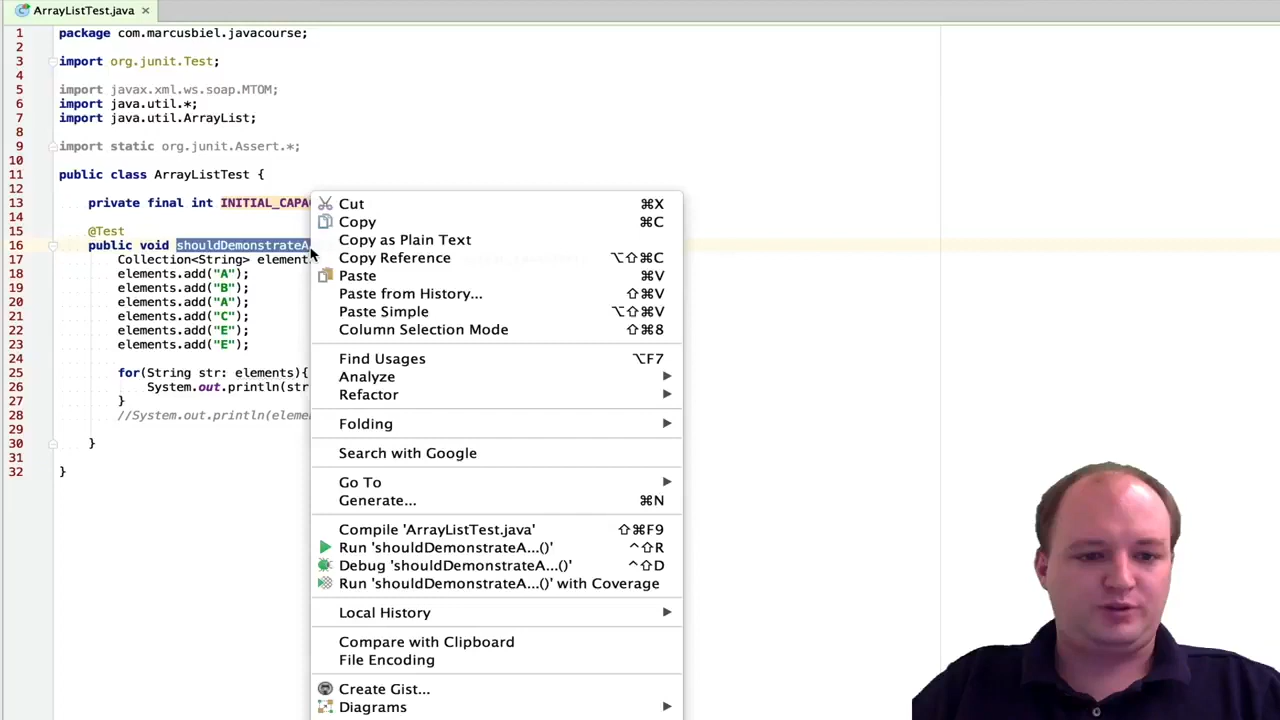 ArrayListTest.java ×
1 package com.marcusbiel.javacourse;
2
3 import org.junit.Test;
4
5 import javax.xml.ws.soap.MTOM;
6 import java.util.*;
7 import java.util.ArrayList;
8
9 import static org.junit.Assert.*;
10
11 public class ArrayListTest {
12
13 private final int INITIAL_CAPA
14
15 @Test
16 public void shouldDemonstrateA
17 Collection<String> element
18 elements.add("A");
19 elements.add("B");
20 elements.add("A");
21 elements.add("C");
22 elements.add("E");
23 elements.add("E");
24
25 for(String str: elements){
26 System.out.println(str
27 }
28 //System.out.println(eleme
29
30 }
31
32 }
Cut ⌘X
Copy ⌘C
Copy as Plain Text
Copy Reference ⌥⇧⌘C
Paste ⌘V
Paste from History... ⇧⌘V
Paste Simple ⌥⇧⌘V
Column Selection Mode ⇧⌘8
Find Usages ⌥F7
Analyze
Refactor
Folding
Search with Google
Go To
Generate... ⌘N
Compile 'ArrayListTest.java' ⇧⌘F9
Run 'shouldDemonstrateA...()' ^⇧R
Debug 'shouldDemonstrateA...()' ^⇧D
Run 'shouldDemonstrateA...()' with Coverage
Local History
Compare with Clipboard
File Encoding
Create Gist...
Diagrams